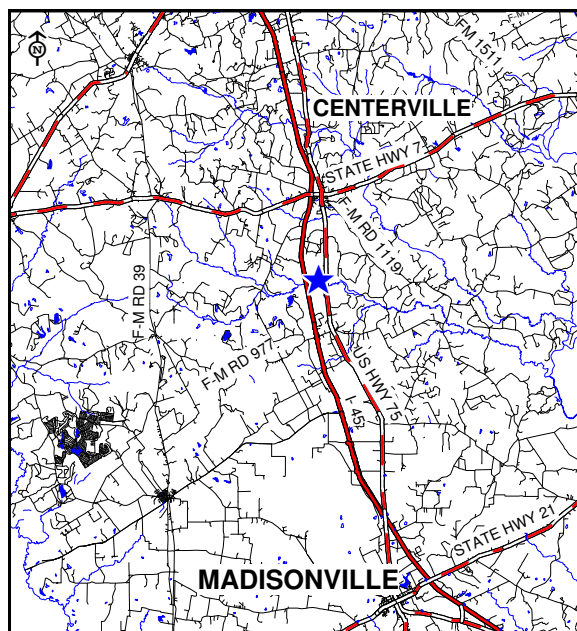 N
FM 1511
CENTERVILLE
STATE HWY 7
F-M RD 1119
F-M RD 39
F-M RD 977
US HWY 75
I- 45
STATE HWY 21
MADISONVILLE